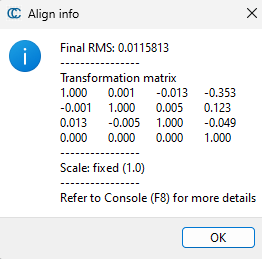 Align info
Final RMS: 0.0115813
----------------
Transformation matrix
1.000 0.001 -0.013 -0.353
-0.001 1.000 0.005 0.123
0.013 -0.005 1.000 -0.049
0.000 0.000 0.000 1.000
----------------
Scale: fixed (1.0)
----------------
Refer to Console (F8) for more details
OK